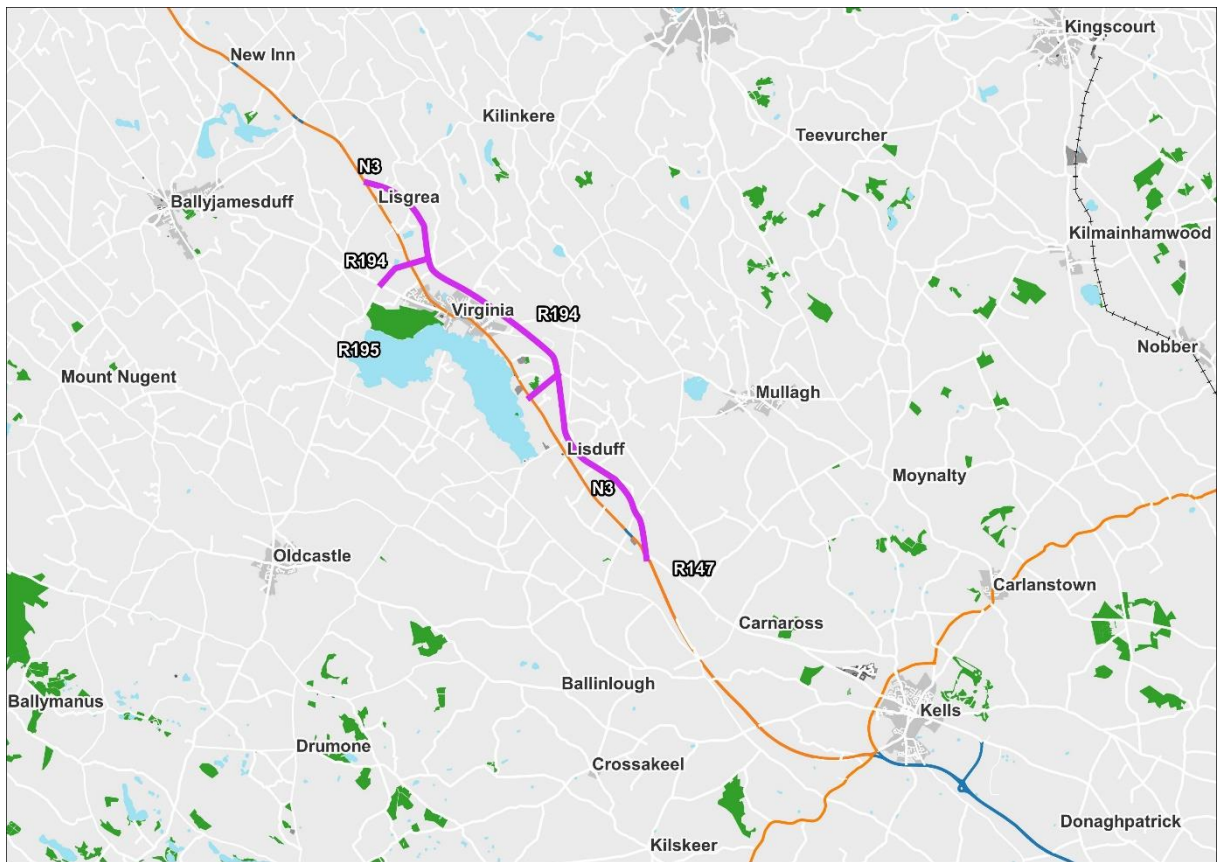 Kingscourt
New Inn
Kilinkere
Teevurcher
N3
Lisgrea
Ballyjamesduff
Kilmainhamwood
R194
Virginia
R194
R195
Nobber
Mount Nugent
Mullagh
Lisduff
Moynalty
N3
Oldcastle
R147
Carlanstown
Carnaross
Ballinlough
Ballymanus
Kells
Drumone
Crossakeel
Donaghpatrick
Kilskeer